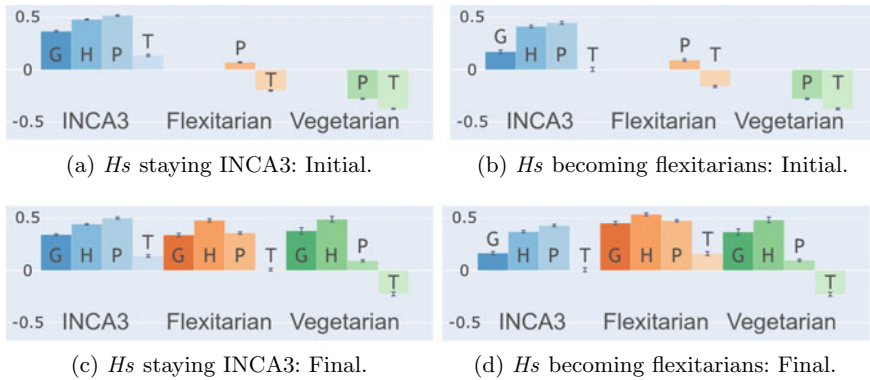 0.5
G H P T P T P T
0
-0.5
INCA3 Flexitarian Vegetarian
(a) Hs staying INCA3: Initial.
0.5
G H P T P T P T
0
-0.5
INCA3 Flexitarian Vegetarian
(b) Hs becoming flexitarians: Initial.
0.5
G H P T G H P T G H P T
0
-0.5
INCA3 Flexitarian Vegetarian
(c) Hs staying INCA3: Final.
0.5
G H P T G H P T G H P T
0
-0.5
INCA3 Flexitarian Vegetarian
(d) Hs becoming flexitarians: Final.